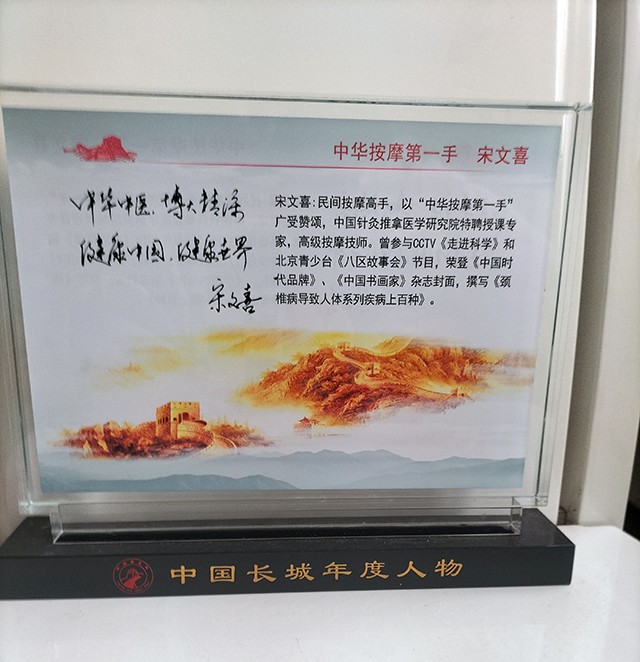 中华按摩第一手 宋文喜
中华中医,博大精深
健康中国,健康世界
宋文喜
宋文喜:民间按摩高手，以“中华按摩第一手”
广受赞颂，中国针灸推拿医学研究院特聘授课专
家，高级按摩技师。曾参与CCTV《走进科学》和
北京青少台《八区故事会》节目，荣登《中国时
代品牌》、《中国书画家》杂志封面，撰写《颈
椎病导致人体系列疾病上百种》。
中国长城年度人物